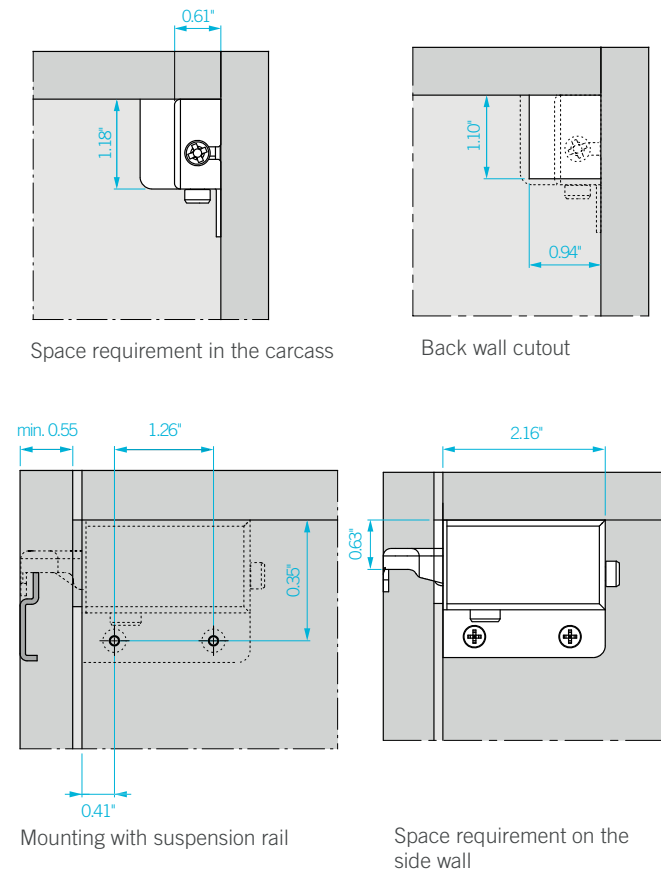 0.61"
1.18"
1.10"
0.94"
Space requirement in the carcass
Back wall cutout
min. 0.55
1.26"
2.16"
0.35"
0.63"
0.41"
Mounting with suspension rail
Space requirement on the
side wall